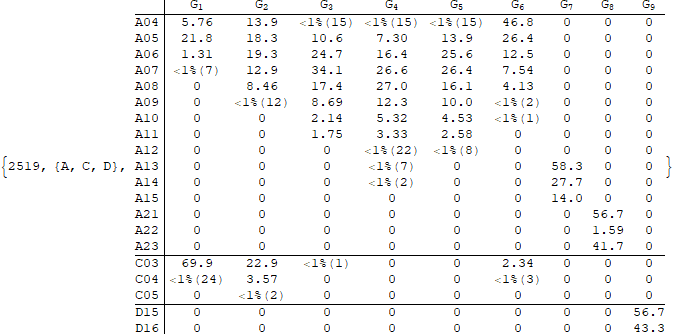 G1 G2 G3 G4 G5 G6 G7 G8 G9
A04 5.76 13.9 <1%(15) <1%(15) <1%(15) 46.8 0 0 0
A05 21.8 18.3 10.6 7.30 13.9 26.4 0 0 0
A06 1.31 19.3 24.7 16.4 25.6 12.5 0 0 0
A07 <1%(7) 12.9 34.1 26.6 26.4 7.54 0 0 0
A08 0 8.46 17.4 27.0 16.1 4.13 0 0 0
A09 0 <1%(12) 8.69 12.3 10.0 <1%(2) 0 0 0
A10 0 0 2.14 5.32 4.53 <1%(1) 0 0 0
A11 0 0 1.75 3.33 2.58 0 0 0 0
A12 0 0 0 <1%(22) <1%(8) 0 0 0 0
{2519, {A, C, D}, A13 0 0 0 <1%(7) 0 0 58.3 0 0 }
A14 0 0 0 <1%(2) 0 0 27.7 0 0
A15 0 0 0 0 0 0 14.0 0 0
A21 0 0 0 0 0 0 0 56.7 0
A22 0 0 0 0 0 0 0 1.59 0
A23 0 0 0 0 0 0 0 41.7 0
C03 69.9 22.9 <1%(1) 0 0 2.34 0 0 0
C04 <1%(24) 3.57 0 0 0 <1%(3) 0 0 0
C05 0 <1%(2) 0 0 0 0 0 0 0
D15 0 0 0 0 0 0 0 0 56.7
D16 0 0 0 0 0 0 0 0 43.3